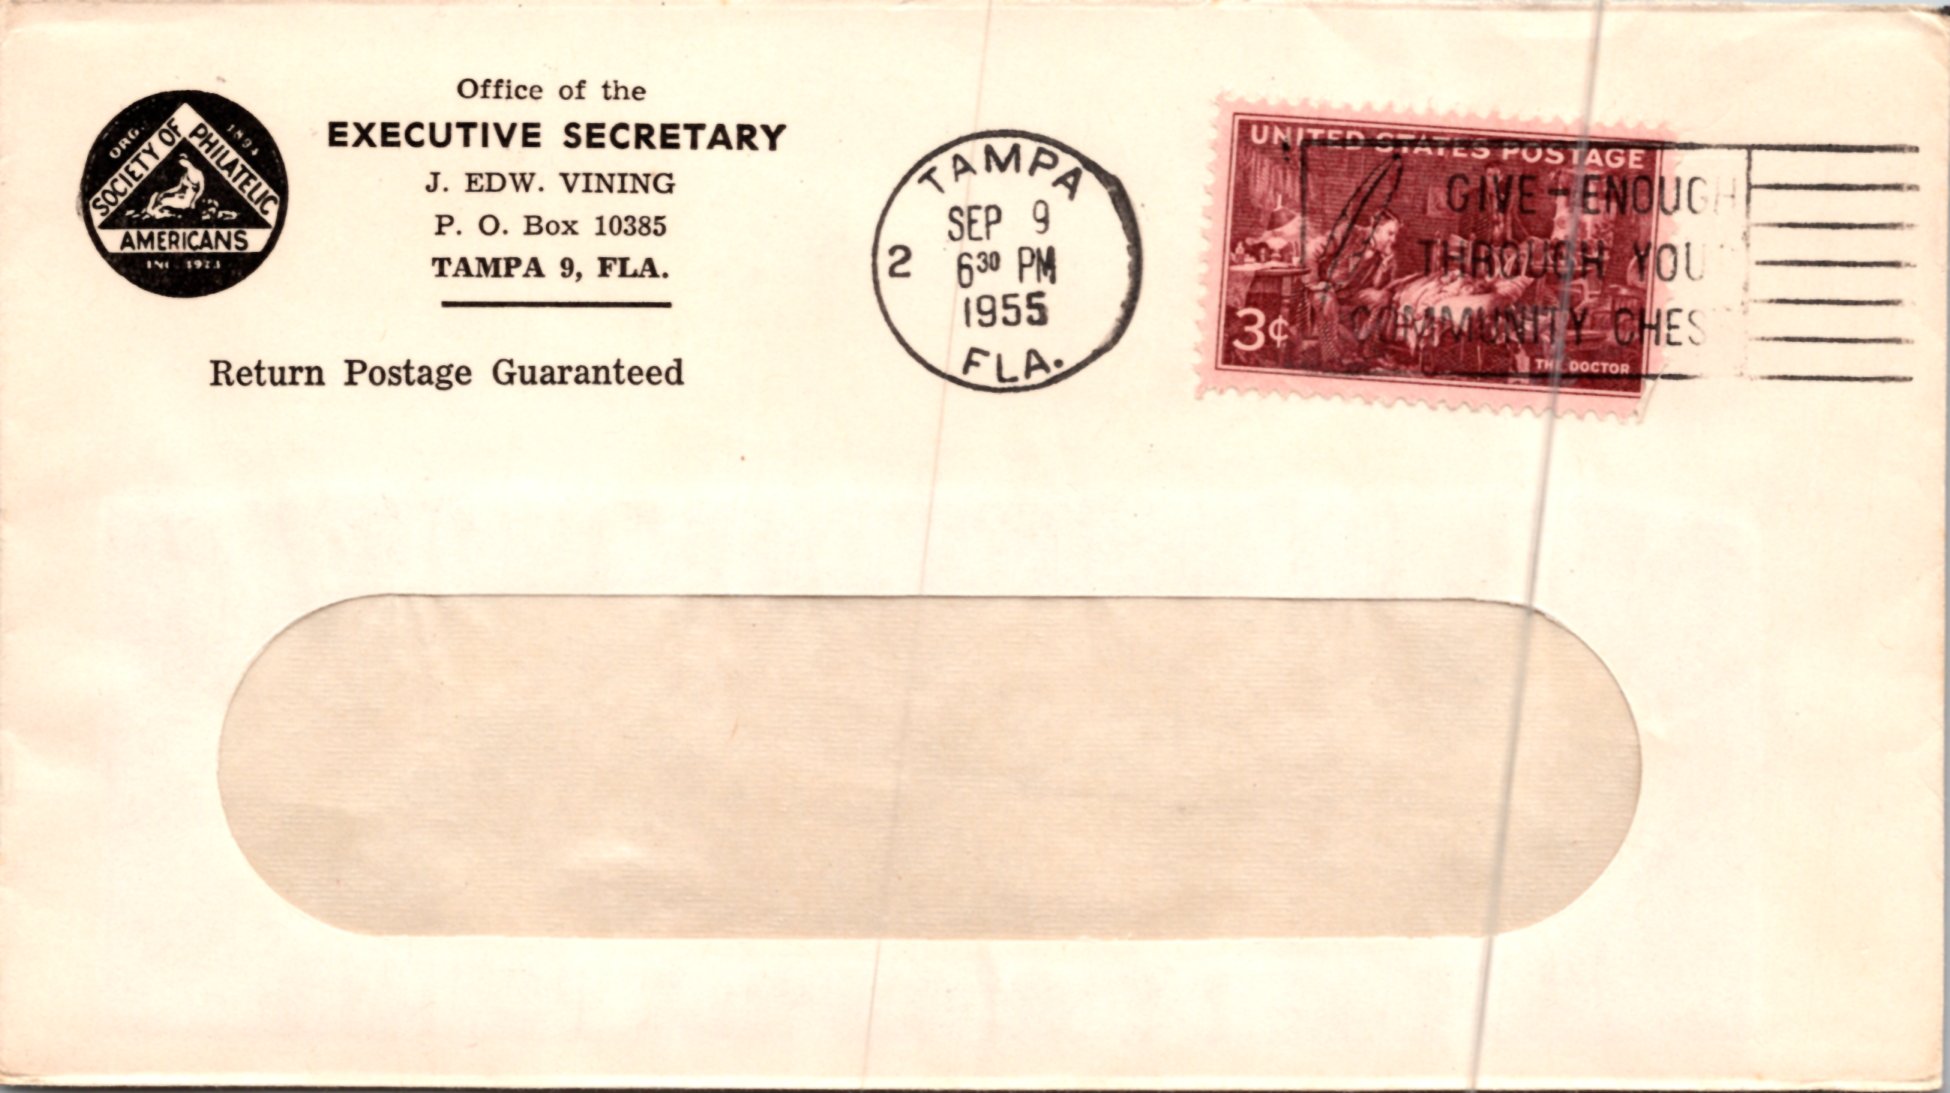 ORG. 1894
SOCIETY OF PHILATELIC
AMERICANS
INC. 1923
Office of the
EXECUTIVE SECRETARY
J. EDW. VINING
P. O. Box 10385
TAMPA 9, FLA.
Return Postage Guaranteed
TAMPA
SEP 9
2 6³⁰ PM
1955
FLA.
UNITED STATES POSTAGE
3¢
THE DOCTOR
GIVE-ENOUGH
THROUGH YOU
COMMUNITY CHES